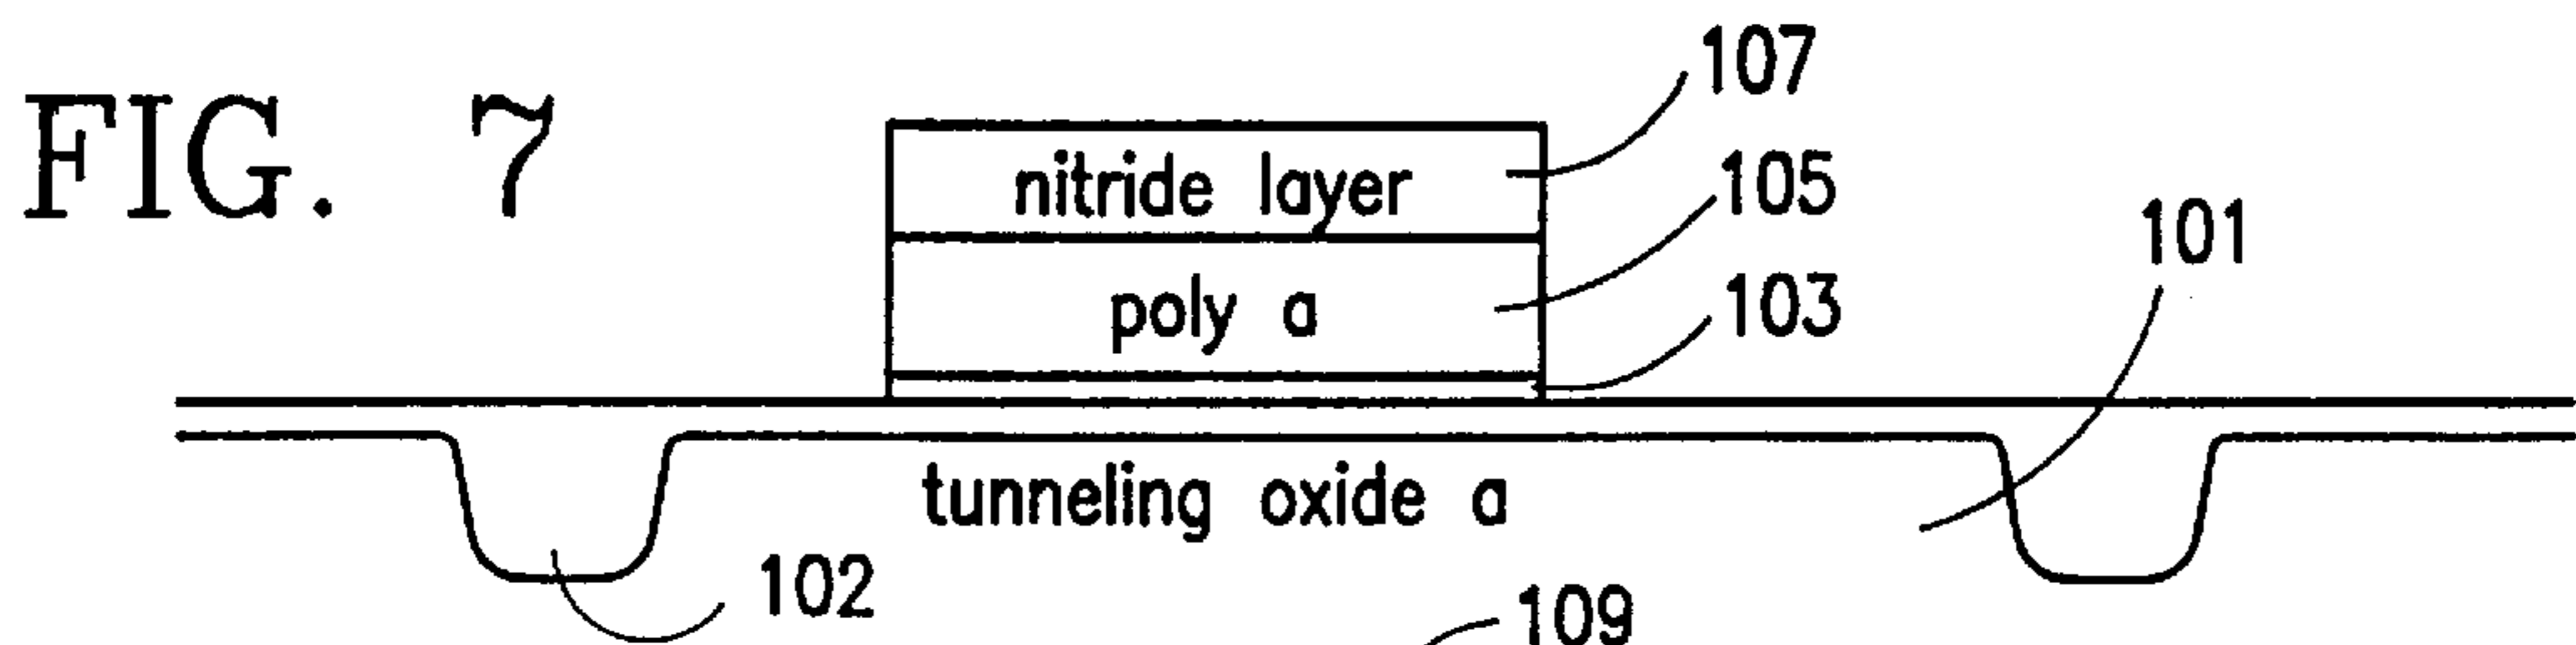 FIG. 7
107
nitride layer
105
101
poly a
103
tunneling oxide a
102
109